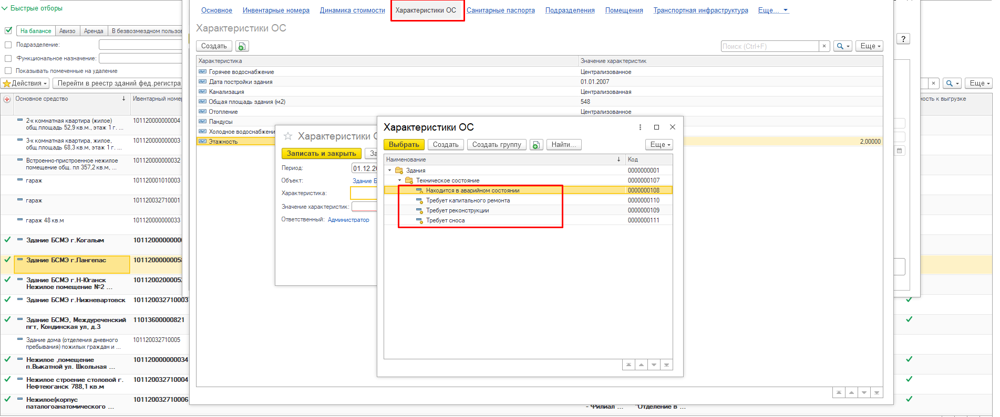 Быстрые отборы
На балансе Авизо Аренда В безвозмездном пользов
Подразделение:
Функциональное назначение:
Показывать помеченные на удаление
Действия Перейти в реестр зданий фед.регистра
Основное средство ↓ Ивентарный номер
2-х комнатная квартира (жилое) 101120000000004
общ.площадь 52,9 кв.м., этаж 1 г. ...
3-х комнатная квартира, жилое, 101120000000003
общ.площадь 68,3 кв.м, этаж 1 г. ...
Встроенно-пристроенное нежилое 101120000000032
помещение общ. пл 357,2 кв.м, ...
гараж 101120001010003
гараж 101120032710001
гараж 48 кв.м 101120000000033
Здание БСМЭ г.Когалым 10112000000000
Здание БСМЭ г.Лангепас 10112000000058
Здание БСМЭ г.Н-Юганск 10112002000052
Нежилое помещение №2 ...
Здание БСМЭ г.Нижневартовск 101120032710003
Здание БСМЭ, Междуреченский 11013600000821
пгт, Кондинская ул, д.3
Здание дома (отделения дневного 101120032710005
пребывания) пожилых граждан и ...
Нежилое ,помещение 101120000000034
п.Выкатной ул. Школьная ...
Нежилое строение столовой г. 101120032710004
Нефтеюганск 788,1 кв.м
Нежилое(корпус 101120032710006
паталогоанатомического ...
Основное Инвентарные номера Динамика стоимости Характеристики ОС Санитарные паспорта Подразделения Помещения Транспортная инфраструктура Еще...
Характеристики ОС
Создать Поиск (Ctrl+F) × Еще
Характеристика Значение характеристик
Горячее водоснабжение Централизованное
Дата постройки здания 01.01.2007
Канализация Централизованная
Общая площадь здания (м2) 548
Отопление Централизованное
Пандусы
Холодное водоснабжени
Этажность 2,00000
Характеристики О
Записать и закрыть За
Период: 01.12.20
Объект: Здание Б
Характеристика:
Значение характеристик:
Ответственный: Администратор
Характеристики ОС
Выбрать Создать Создать группу Найти... Еще
Наименование ↓ Код
Здания 0000000001
Техническое состояние 0000000107
Находится в аварийном состоянии 0000000108
Требует капитального ремонта 0000000110
Требует реконструкции 0000000109
Требует сноса 0000000111
?
× Еще
ность к выгрузке
- Филиал ... "Отделение в ...